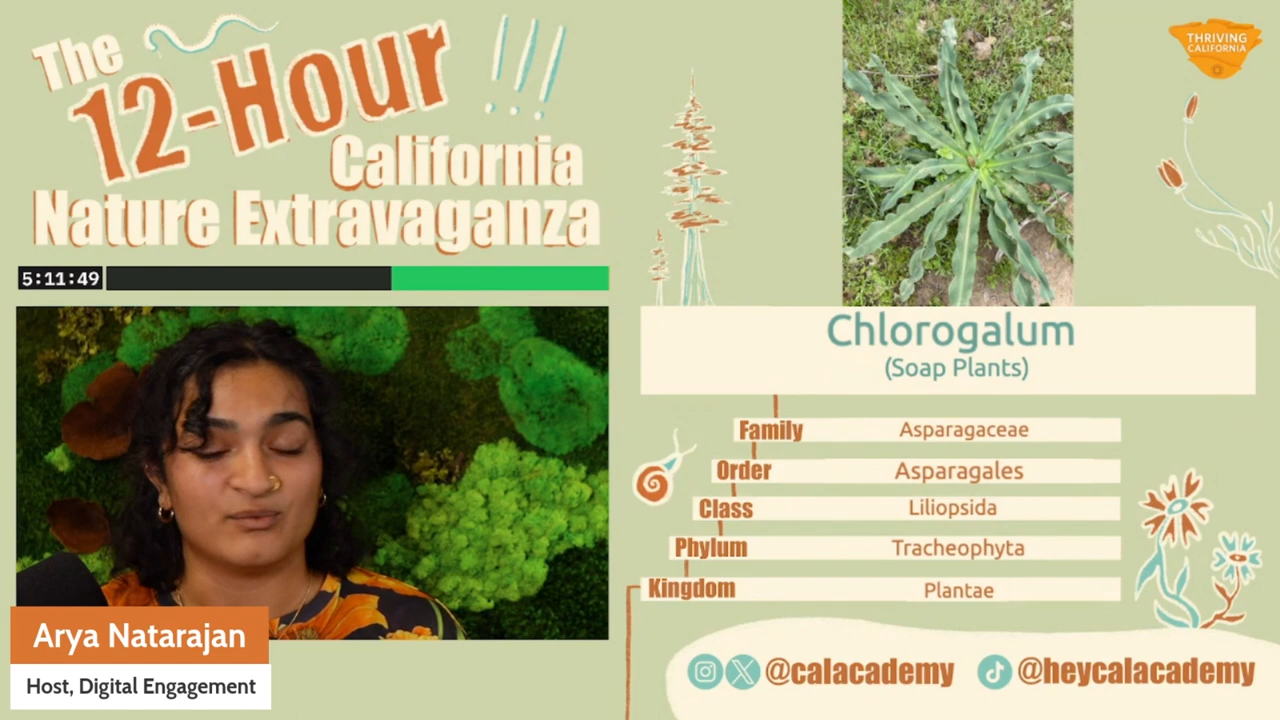 The
12-Hour
!!!
California
Nature Extravaganza
5:11:49
Arya Natarajan
Host, Digital Engagement
THRIVING
CALIFORNIA
Chlorogalum
(Soap Plants)
Family Asparagaceae
Order Asparagales
Class Liliopsida
Phylum Tracheophyta
Kingdom Plantae
@calacademy @heycalacademy